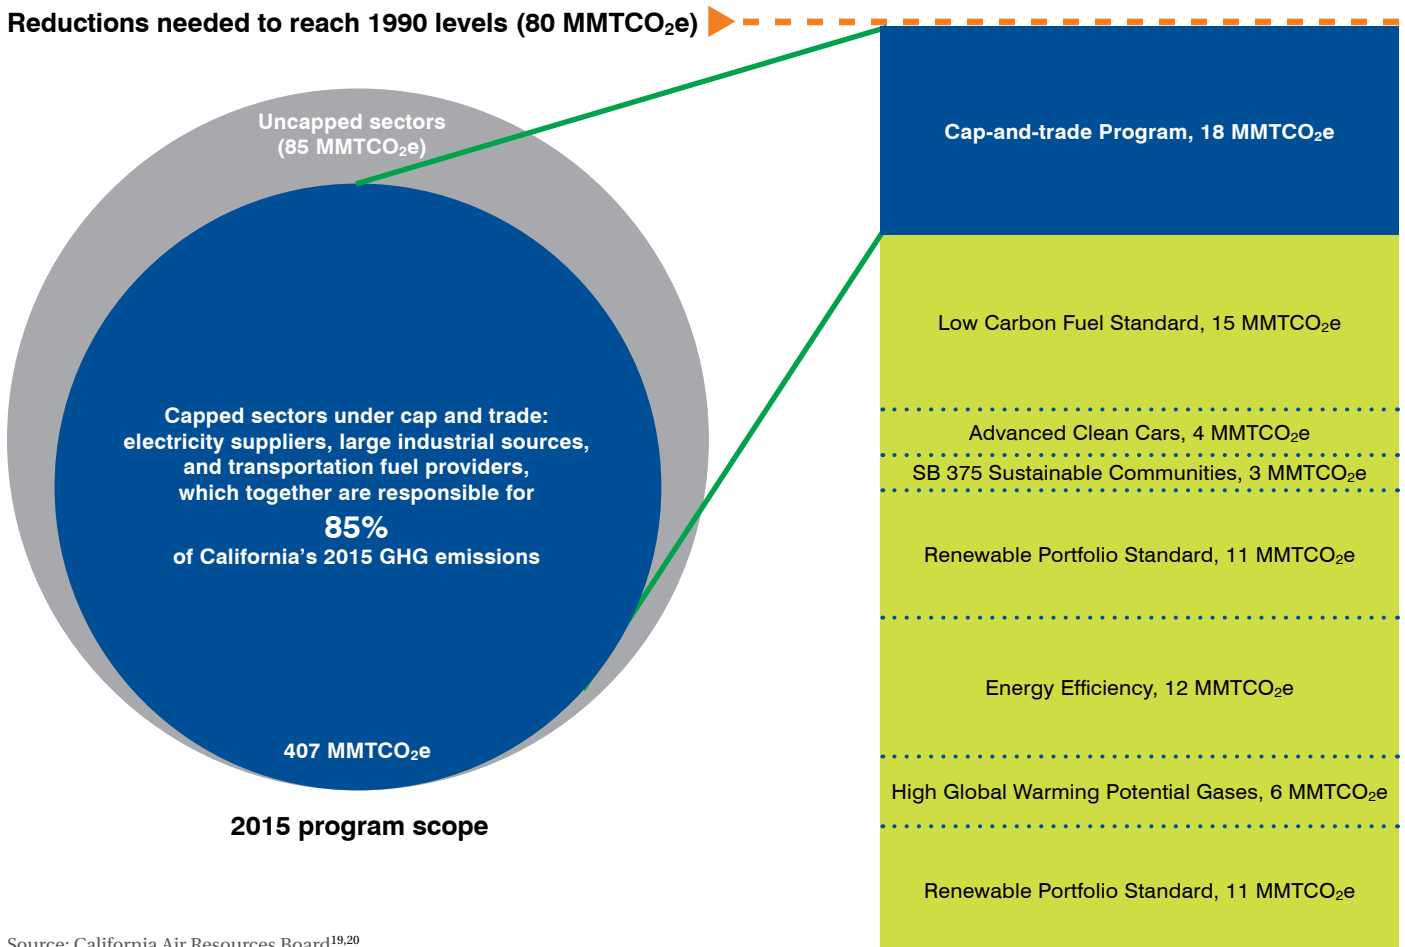 Reductions needed to reach 1990 levels (80 MMTCO₂e)
Uncapped sectors
(85 MMTCO₂e)
Capped sectors under cap and trade:
electricity suppliers, large industrial sources,
and transportation fuel providers,
which together are responsible for
85%
of California’s 2015 GHG emissions
407 MMTCO₂e
2015 program scope
Cap-and-trade Program, 18 MMTCO₂e
Low Carbon Fuel Standard, 15 MMTCO₂e
Advanced Clean Cars, 4 MMTCO₂e
SB 375 Sustainable Communities, 3 MMTCO₂e
Renewable Portfolio Standard, 11 MMTCO₂e
Energy Efficiency, 12 MMTCO₂e
High Global Warming Potential Gases, 6 MMTCO₂e
Renewable Portfolio Standard, 11 MMTCO₂e
Source: California Air Resources Board¹⁹,²⁰